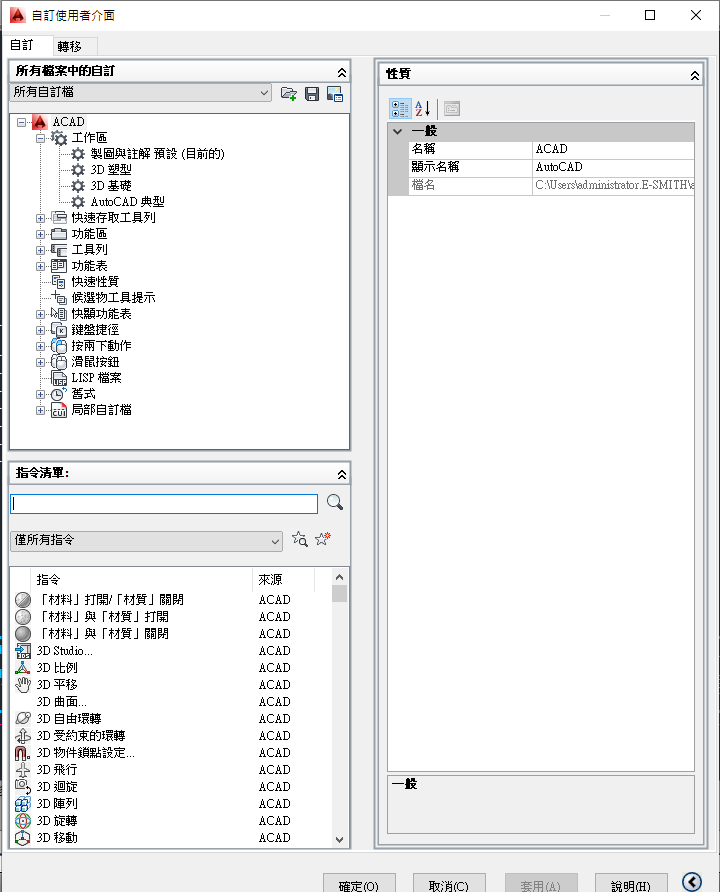 自訂使用者介面
自訂 轉移
所有檔案中的自訂
所有自訂檔
ACAD
工作區
製圖與註解 預設 (目前的)
3D 塑型
3D 基礎
AutoCAD 典型
快速存取工具列
功能區
工具列
功能表
快速性質
候選物工具提示
快顯功能表
鍵盤捷徑
按兩下動作
滑鼠按鈕
LISP 檔案
舊式
局部自訂檔
指令清單:
僅所有指令
指令 來源
「材料」打開/「材質」關閉 ACAD
「材料」與「材質」打開 ACAD
「材料」與「材質」關閉 ACAD
3D Studio... ACAD
3D 比例 ACAD
3D 平移 ACAD
3D 曲面... ACAD
3D 自由環轉 ACAD
3D 受約束的環轉 ACAD
3D 物件鎖點設定... ACAD
3D 飛行 ACAD
3D 迴旋 ACAD
3D 陣列 ACAD
3D 旋轉 ACAD
3D 移動 ACAD
性質
一般
名稱 ACAD
顯示名稱 AutoCAD
檔名 C:\Users\administrator.E-SMITH\a
一般
確定(O) 取消(C) 套用(A) 說明(H)